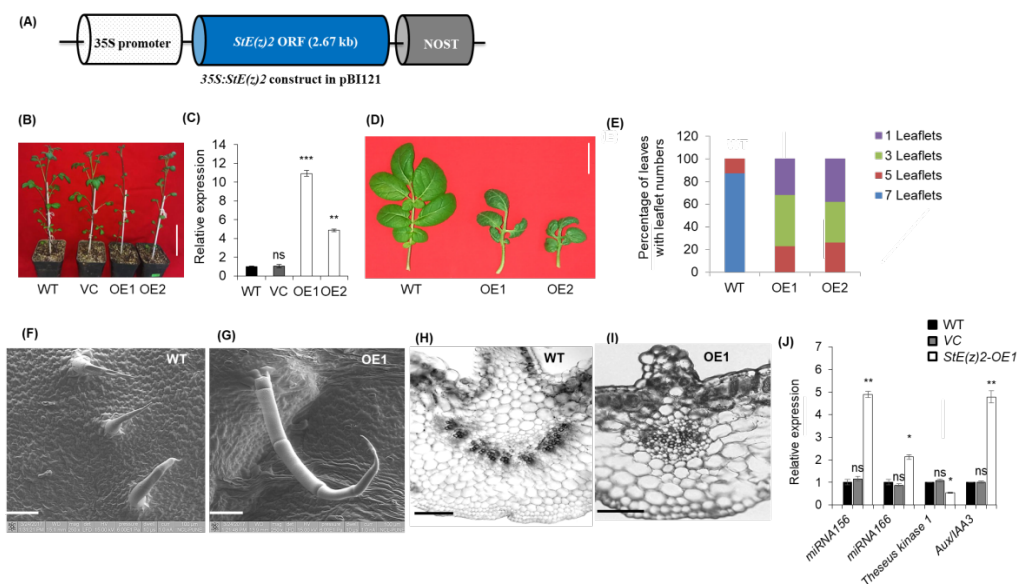 (A)
35S promoter
StE(z)2 ORF (2.67 kb)
NOST
35S:StE(z)2 construct in pBI121
(B)
WT VC OE1 OE2
(C)
Relative expression
14
12
10
8
6
4
2
0
ns
***
**
WT VC OE1 OE2
(D)
WT OE1 OE2
(E)
Percentage of leaves
with leaflet numbers
120
100
80
60
40
20
0
WT OE1 OE2
1 Leaflets
3 Leaflets
5 Leaflets
7 Leaflets
(F)
WT
(G)
OE1
(H)
WT
(I)
OE1
(J)
WT
VC
StE(z)2-OE1
Relative expression
7
6
5
4
3
2
1
0
ns
**
ns
*
ns
*
ns
**
miRNA156
miRNA166
Theseus kinase 1
Aux/IAA3